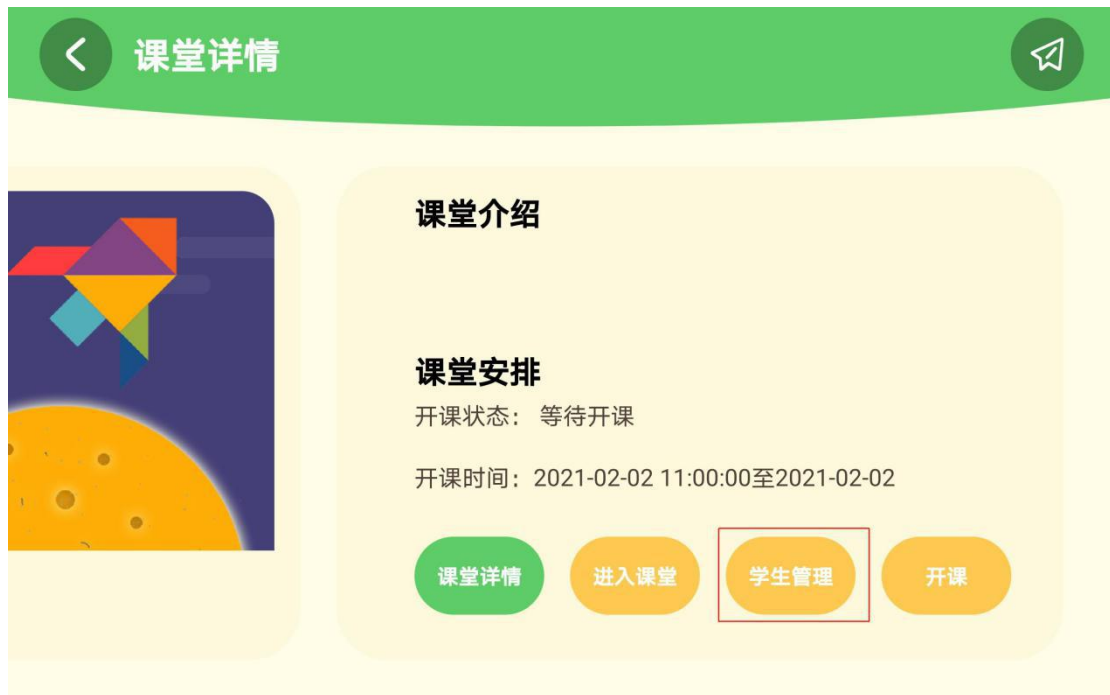 课堂详情
课堂介绍
课堂安排
开课状态： 等待开课
开课时间：2021-02-02 11:00:00至2021-02-02
课堂详情
进入课堂
学生管理
开课